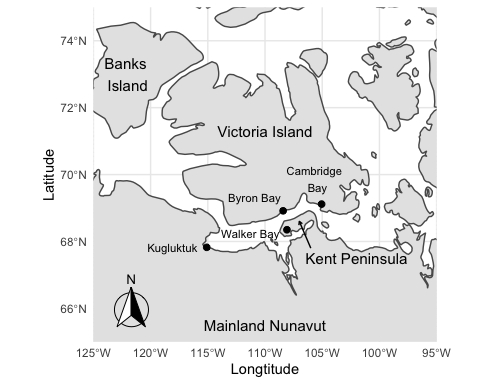 74°N
Banks
Island
72°N
Victoria Island
Cambridge
Bay
70°N
Byron Bay
Walker Bay
68°N
Kugluktuk
Kent Peninsula
N
66°N
Mainland Nunavut
125°W 120°W 115°W 110°W 105°W 100°W 95°W
Longtitude
Latitude